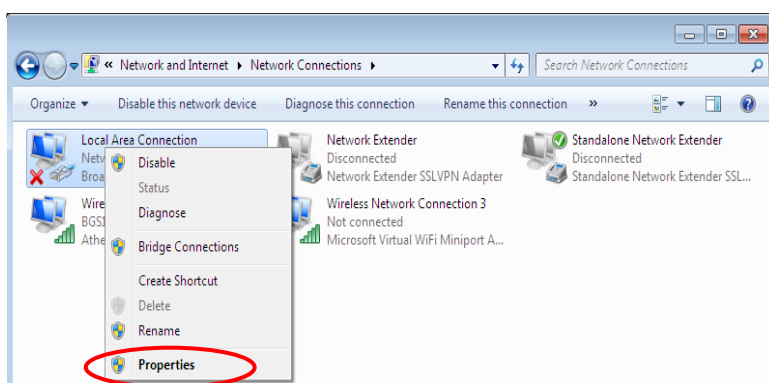 « Network and Internet ▸ Network Connections ▸
Search Network Connections
Organize ▼ Disable this network device Diagnose this connection Rename this connection »
Local Area Connection
Netw
Broa
Network Extender
Disconnected
Network Extender SSLVPN Adapter
Standalone Network Extender
Disconnected
Standalone Network Extender SSL...
Wire
BGS
Athe
Wireless Network Connection 3
Not connected
Microsoft Virtual WiFi Miniport A...
Disable
Status
Diagnose
Bridge Connections
Create Shortcut
Delete
Rename
Properties